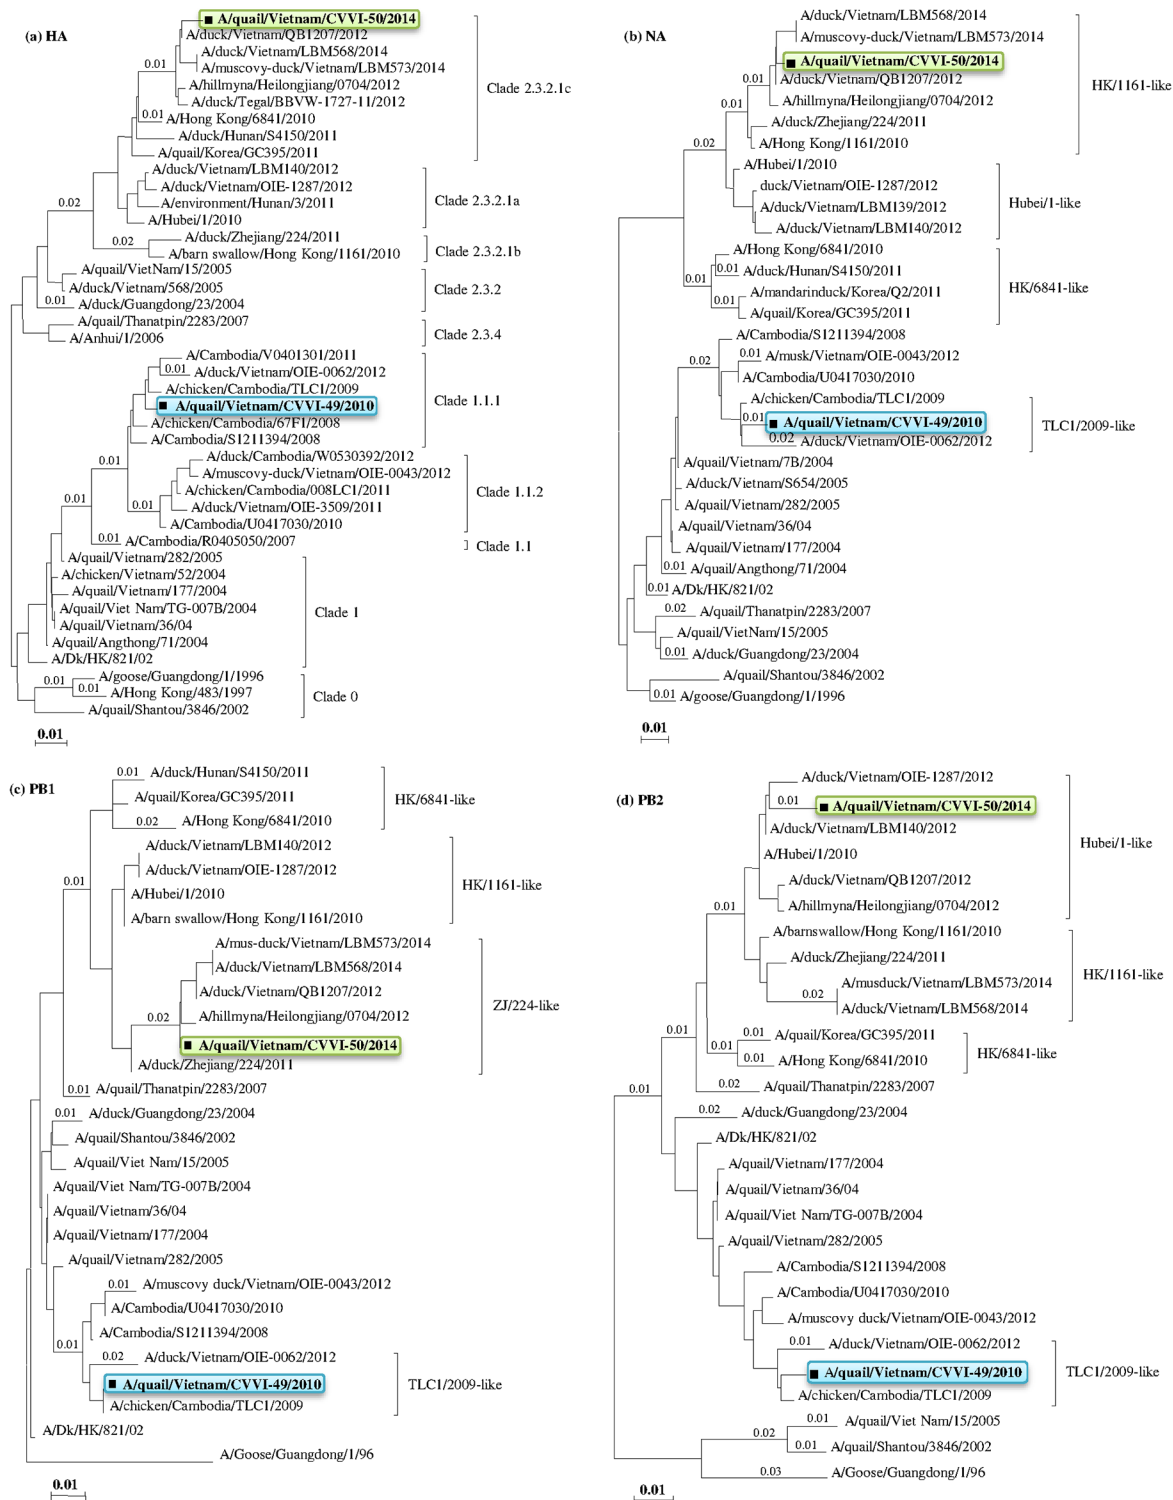 (a) HA
A/quail/Vietnam/CVVI-50/2014
A/duck/Vietnam/QB1207/2012
A/duck/Vietnam/LBM568/2014
A/muscovy-duck/Vietnam/LBM573/2014
0.01
A/hillmyna/Heilongjiang/0704/2012
A/duck/Tegal/BBVW-1727-11/2012
0.01
A/Hong Kong/6841/2010
A/duck/Hunan/S4150/2011
A/quail/Korea/GC395/2011
Clade 2.3.2.1c
A/duck/Vietnam/LBM140/2012
A/duck/Vietnam/OIE-1287/2012
A/environment/Hunan/3/2011
A/Hubei/1/2010
Clade 2.3.2.1a
0.02
0.02
A/duck/Zhejiang/224/2011
A/barn swallow/Hong Kong/1161/2010
Clade 2.3.2.1b
A/quail/VietNam/15/2005
A/duck/Vietnam/568/2005
0.01
A/duck/Guangdong/23/2004
Clade 2.3.2
A/quail/Thanatpin/2283/2007
A/Anhui/1/2006
Clade 2.3.4
A/Cambodia/V0401301/2011
0.01
A/duck/Vietnam/OIE-0062/2012
A/chicken/Cambodia/TLC1/2009
A/quail/Vietnam/CVVI-49/2010
A/chicken/Cambodia/67F1/2008
A/Cambodia/S1211394/2008
Clade 1.1.1
0.01
A/duck/Cambodia/W0530392/2012
A/muscovy-duck/Vietnam/OIE-0043/2012
A/chicken/Cambodia/008LC1/2011
0.01
A/duck/Vietnam/OIE-3509/2011
A/Cambodia/U0417030/2010
Clade 1.1.2
0.01
0.01
A/Cambodia/R0405050/2007
Clade 1.1
A/quail/Vietnam/282/2005
A/chicken/Vietnam/52/2004
A/quail/Vietnam/177/2004
A/quail/Viet Nam/TG-007B/2004
A/quail/Vietnam/36/04
A/quail/Angthong/71/2004
A/Dk/HK/821/02
Clade 1
0.01
A/goose/Guangdong/1/1996
0.01
A/Hong Kong/483/1997
A/quail/Shantou/3846/2002
Clade 0
0.01
(b) NA
A/duck/Vietnam/LBM568/2014
A/muscovy-duck/Vietnam/LBM573/2014
A/quail/Vietnam/CVVI-50/2014
A/duck/Vietnam/QB1207/2012
0.01
A/hillmyna/Heilongjiang/0704/2012
A/duck/Zhejiang/224/2011
A/Hong Kong/1161/2010
HK/1161-like
0.02
A/Hubei/1/2010
duck/Vietnam/OIE-1287/2012
A/duck/Vietnam/LBM139/2012
A/duck/Vietnam/LBM140/2012
Hubei/1-like
A/Hong Kong/6841/2010
0.01
A/duck/Hunan/S4150/2011
0.01
0.01
A/mandarinduck/Korea/Q2/2011
A/quail/Korea/GC395/2011
HK/6841-like
A/Cambodia/S1211394/2008
0.02
0.01
A/musk/Vietnam/OIE-0043/2012
A/Cambodia/U0417030/2010
A/chicken/Cambodia/TLC1/2009
0.01
A/quail/Vietnam/CVVI-49/2010
0.02
A/duck/Vietnam/OIE-0062/2012
TLC1/2009-like
A/quail/Vietnam/7B/2004
A/duck/Vietnam/S654/2005
A/quail/Vietnam/282/2005
A/quail/Vietnam/36/04
A/quail/Vietnam/177/2004
0.01
A/quail/Angthong/71/2004
0.01
A/Dk/HK/821/02
0.02
A/quail/Thanatpin/2283/2007
A/quail/VietNam/15/2005
0.01
A/duck/Guangdong/23/2004
A/quail/Shantou/3846/2002
0.01
A/goose/Guangdong/1/1996
0.01
(c) PB1
0.01
A/duck/Hunan/S4150/2011
A/quail/Korea/GC395/2011
0.02
A/Hong Kong/6841/2010
HK/6841-like
A/duck/Vietnam/LBM140/2012
A/duck/Vietnam/OIE-1287/2012
0.01
A/Hubei/1/2010
A/barn swallow/Hong Kong/1161/2010
HK/1161-like
A/mus-duck/Vietnam/LBM573/2014
A/duck/Vietnam/LBM568/2014
A/duck/Vietnam/QB1207/2012
0.02
A/hillmyna/Heilongjiang/0704/2012
A/quail/Vietnam/CVVI-50/2014
A/duck/Zhejiang/224/2011
ZJ/224-like
0.01
A/quail/Thanatpin/2283/2007
0.01
A/duck/Guangdong/23/2004
A/quail/Shantou/3846/2002
A/quail/Viet Nam/15/2005
A/quail/Viet Nam/TG-007B/2004
A/quail/Vietnam/36/04
A/quail/Vietnam/177/2004
A/quail/Vietnam/282/2005
0.01
A/muscovy duck/Vietnam/OIE-0043/2012
A/Cambodia/U0417030/2010
A/Cambodia/S1211394/2008
0.01
0.02
A/duck/Vietnam/OIE-0062/2012
A/quail/Vietnam/CVVI-49/2010
A/chicken/Cambodia/TLC1/2009
TLC1/2009-like
A/Dk/HK/821/02
A/Goose/Guangdong/1/96
0.01
(d) PB2
A/duck/Vietnam/OIE-1287/2012
0.01
A/quail/Vietnam/CVVI-50/2014
A/duck/Vietnam/LBM140/2012
A/Hubei/1/2010
A/duck/Vietnam/QB1207/2012
A/hillmyna/Heilongjiang/0704/2012
Hubei/1-like
0.01
A/barnswallow/Hong Kong/1161/2010
A/duck/Zhejiang/224/2011
A/musduck/Vietnam/LBM573/2014
0.02
A/duck/Vietnam/LBM568/2014
HK/1161-like
0.01
0.01
A/quail/Korea/GC395/2011
0.01
0.01
A/Hong Kong/6841/2010
HK/6841-like
0.01
0.02
A/quail/Thanatpin/2283/2007
0.02
A/duck/Guangdong/23/2004
A/Dk/HK/821/02
A/quail/Vietnam/177/2004
A/quail/Vietnam/36/04
A/quail/Viet Nam/TG-007B/2004
A/quail/Vietnam/282/2005
A/Cambodia/S1211394/2008
A/Cambodia/U0417030/2010
A/muscovy duck/Vietnam/OIE-0043/2012
0.01
A/duck/Vietnam/OIE-0062/2012
A/quail/Vietnam/CVVI-49/2010
A/chicken/Cambodia/TLC1/2009
TLC1/2009-like
0.01
A/quail/Viet Nam/15/2005
0.02
0.01
A/quail/Shantou/3846/2002
0.03
A/Goose/Guangdong/1/96
0.01